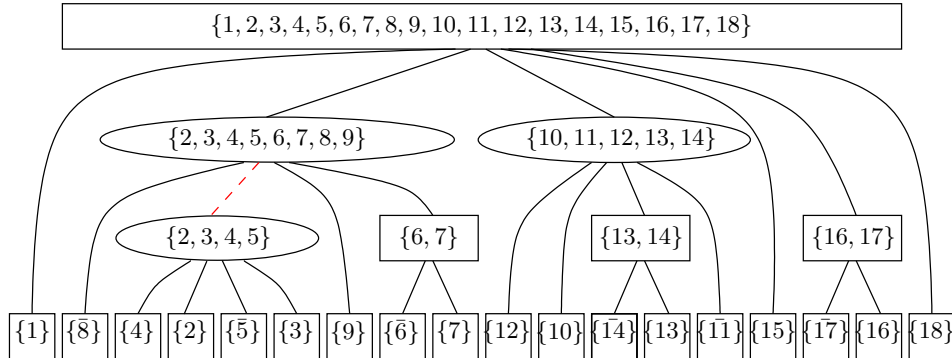 {1, 2, 3, 4, 5, 6, 7, 8, 9, 10, 11, 12, 13, 14, 15, 16, 17, 18}
{2, 3, 4, 5, 6, 7, 8, 9} {10, 11, 12, 13, 14}
{2, 3, 4, 5} {6, 7} {13, 14} {16, 17}
{1} {8̄} {4} {2} {5̄} {3} {9} {6̄} {7} {12} {10} {1̄4} {13} {1̄1} {15} {1̄7} {16} {18}